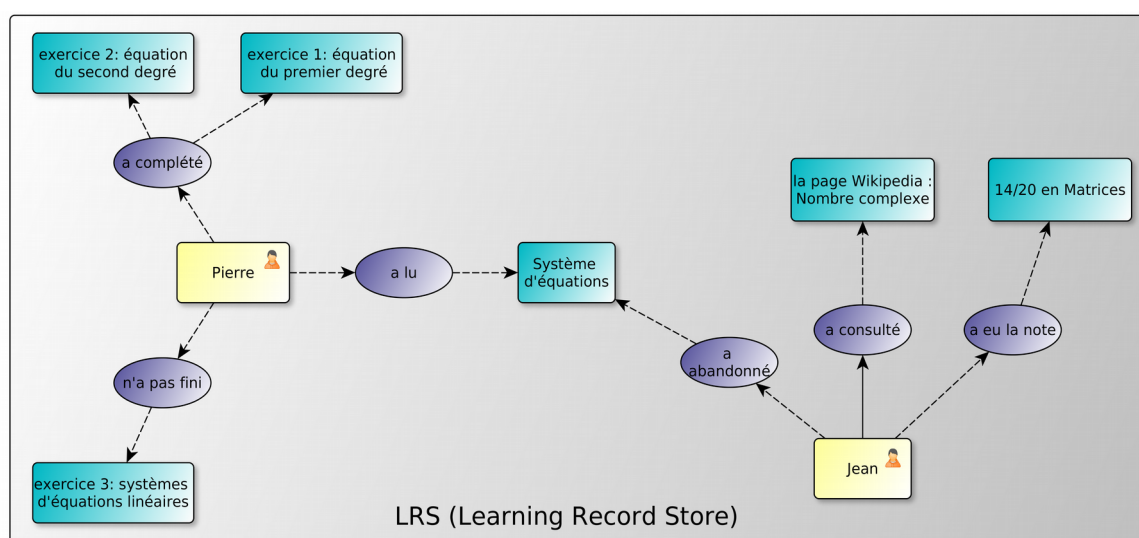 exercice 2: équation
du second degré
exercice 1: équation
du premier degré
a complété
la page Wikipedia :
Nombre complexe
14/20 en Matrices
Pierre
a lu
Système
d'équations
a consulté
a eu la note
a
abandonné
n'a pas fini
Jean
exercice 3: systèmes
d'équations linéaires
LRS (Learning Record Store)